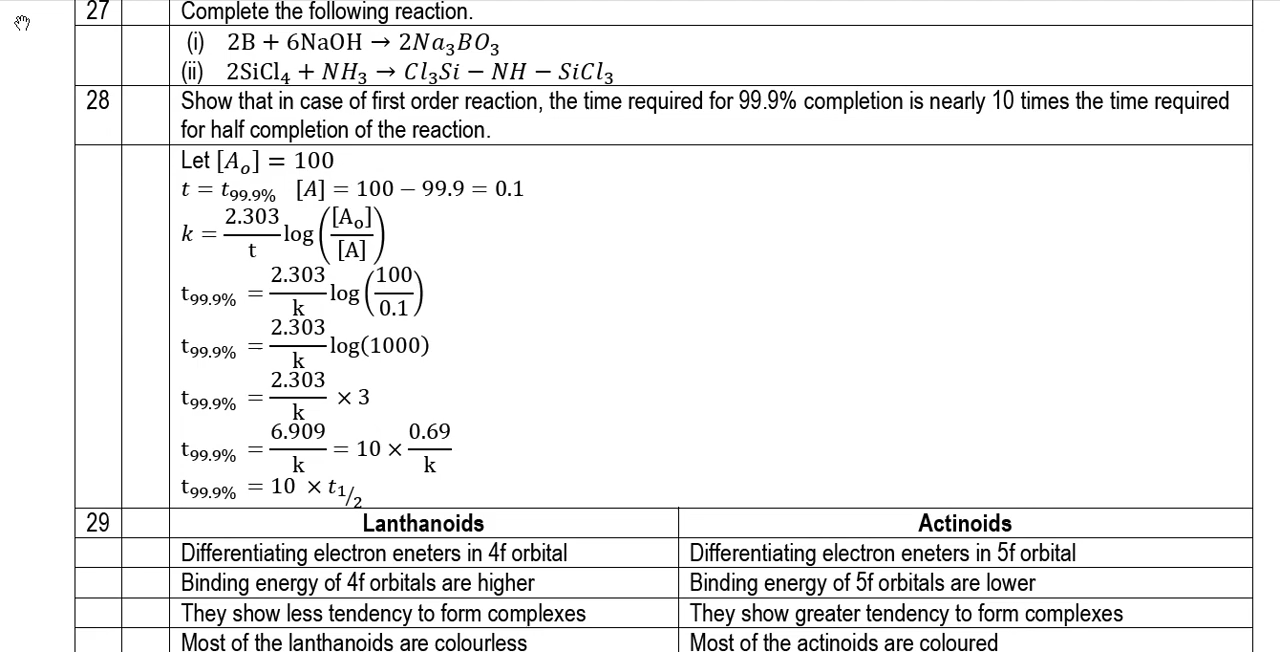 27 Complete the following reaction.
(i) 2B + 6NaOH → 2Na₃BO₃
(ii) 2SiCl₄ + NH₃ → Cl₃Si − NH − SiCl₃
28 Show that in case of first order reaction, the time required for 99.9% completion is nearly 10 times the time required
for half completion of the reaction.
Let [Aₒ] = 100
t = t99.9% [A] = 100 − 99.9 = 0.1
k = 2.303/t log([Aₒ]/[A])
t99.9% = 2.303/k log(100/0.1)
t99.9% = 2.303/k log(1000)
t99.9% = 2.303/k × 3
t99.9% = 6.909/k = 10 × 0.69/k
t99.9% = 10 × t1/2
29 Lanthanoids Actinoids
Differentiating electron eneters in 4f orbital Differentiating electron eneters in 5f orbital
Binding energy of 4f orbitals are higher Binding energy of 5f orbitals are lower
They show less tendency to form complexes They show greater tendency to form complexes
Most of the lanthanoids are colourless Most of the actinoids are coloured